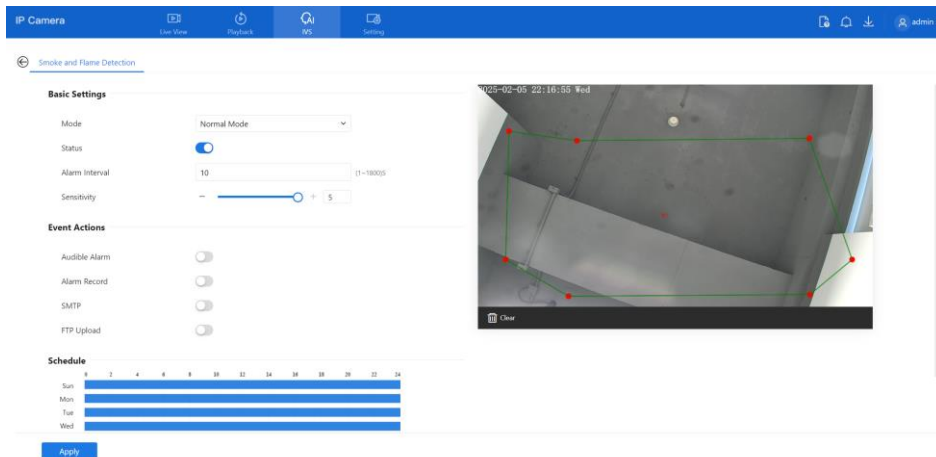 IP Camera
Live View
Playback
AI
IVS
Setting
admin
Smoke and Flame Detection
Basic Settings
Mode
Normal Mode
Status
Alarm Interval
10
(1~1800)S
Sensitivity
− + 5
Event Actions
Audible Alarm
Alarm Record
SMTP
FTP Upload
Schedule
0 2 4 6 8 10 12 14 16 18 20 22 24
Sun
Mon
Tue
Wed
Apply
2025-02-05 22:16:55 Wed
Clear